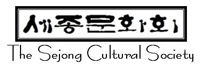 세종문화회
The Sejong Cultural Society